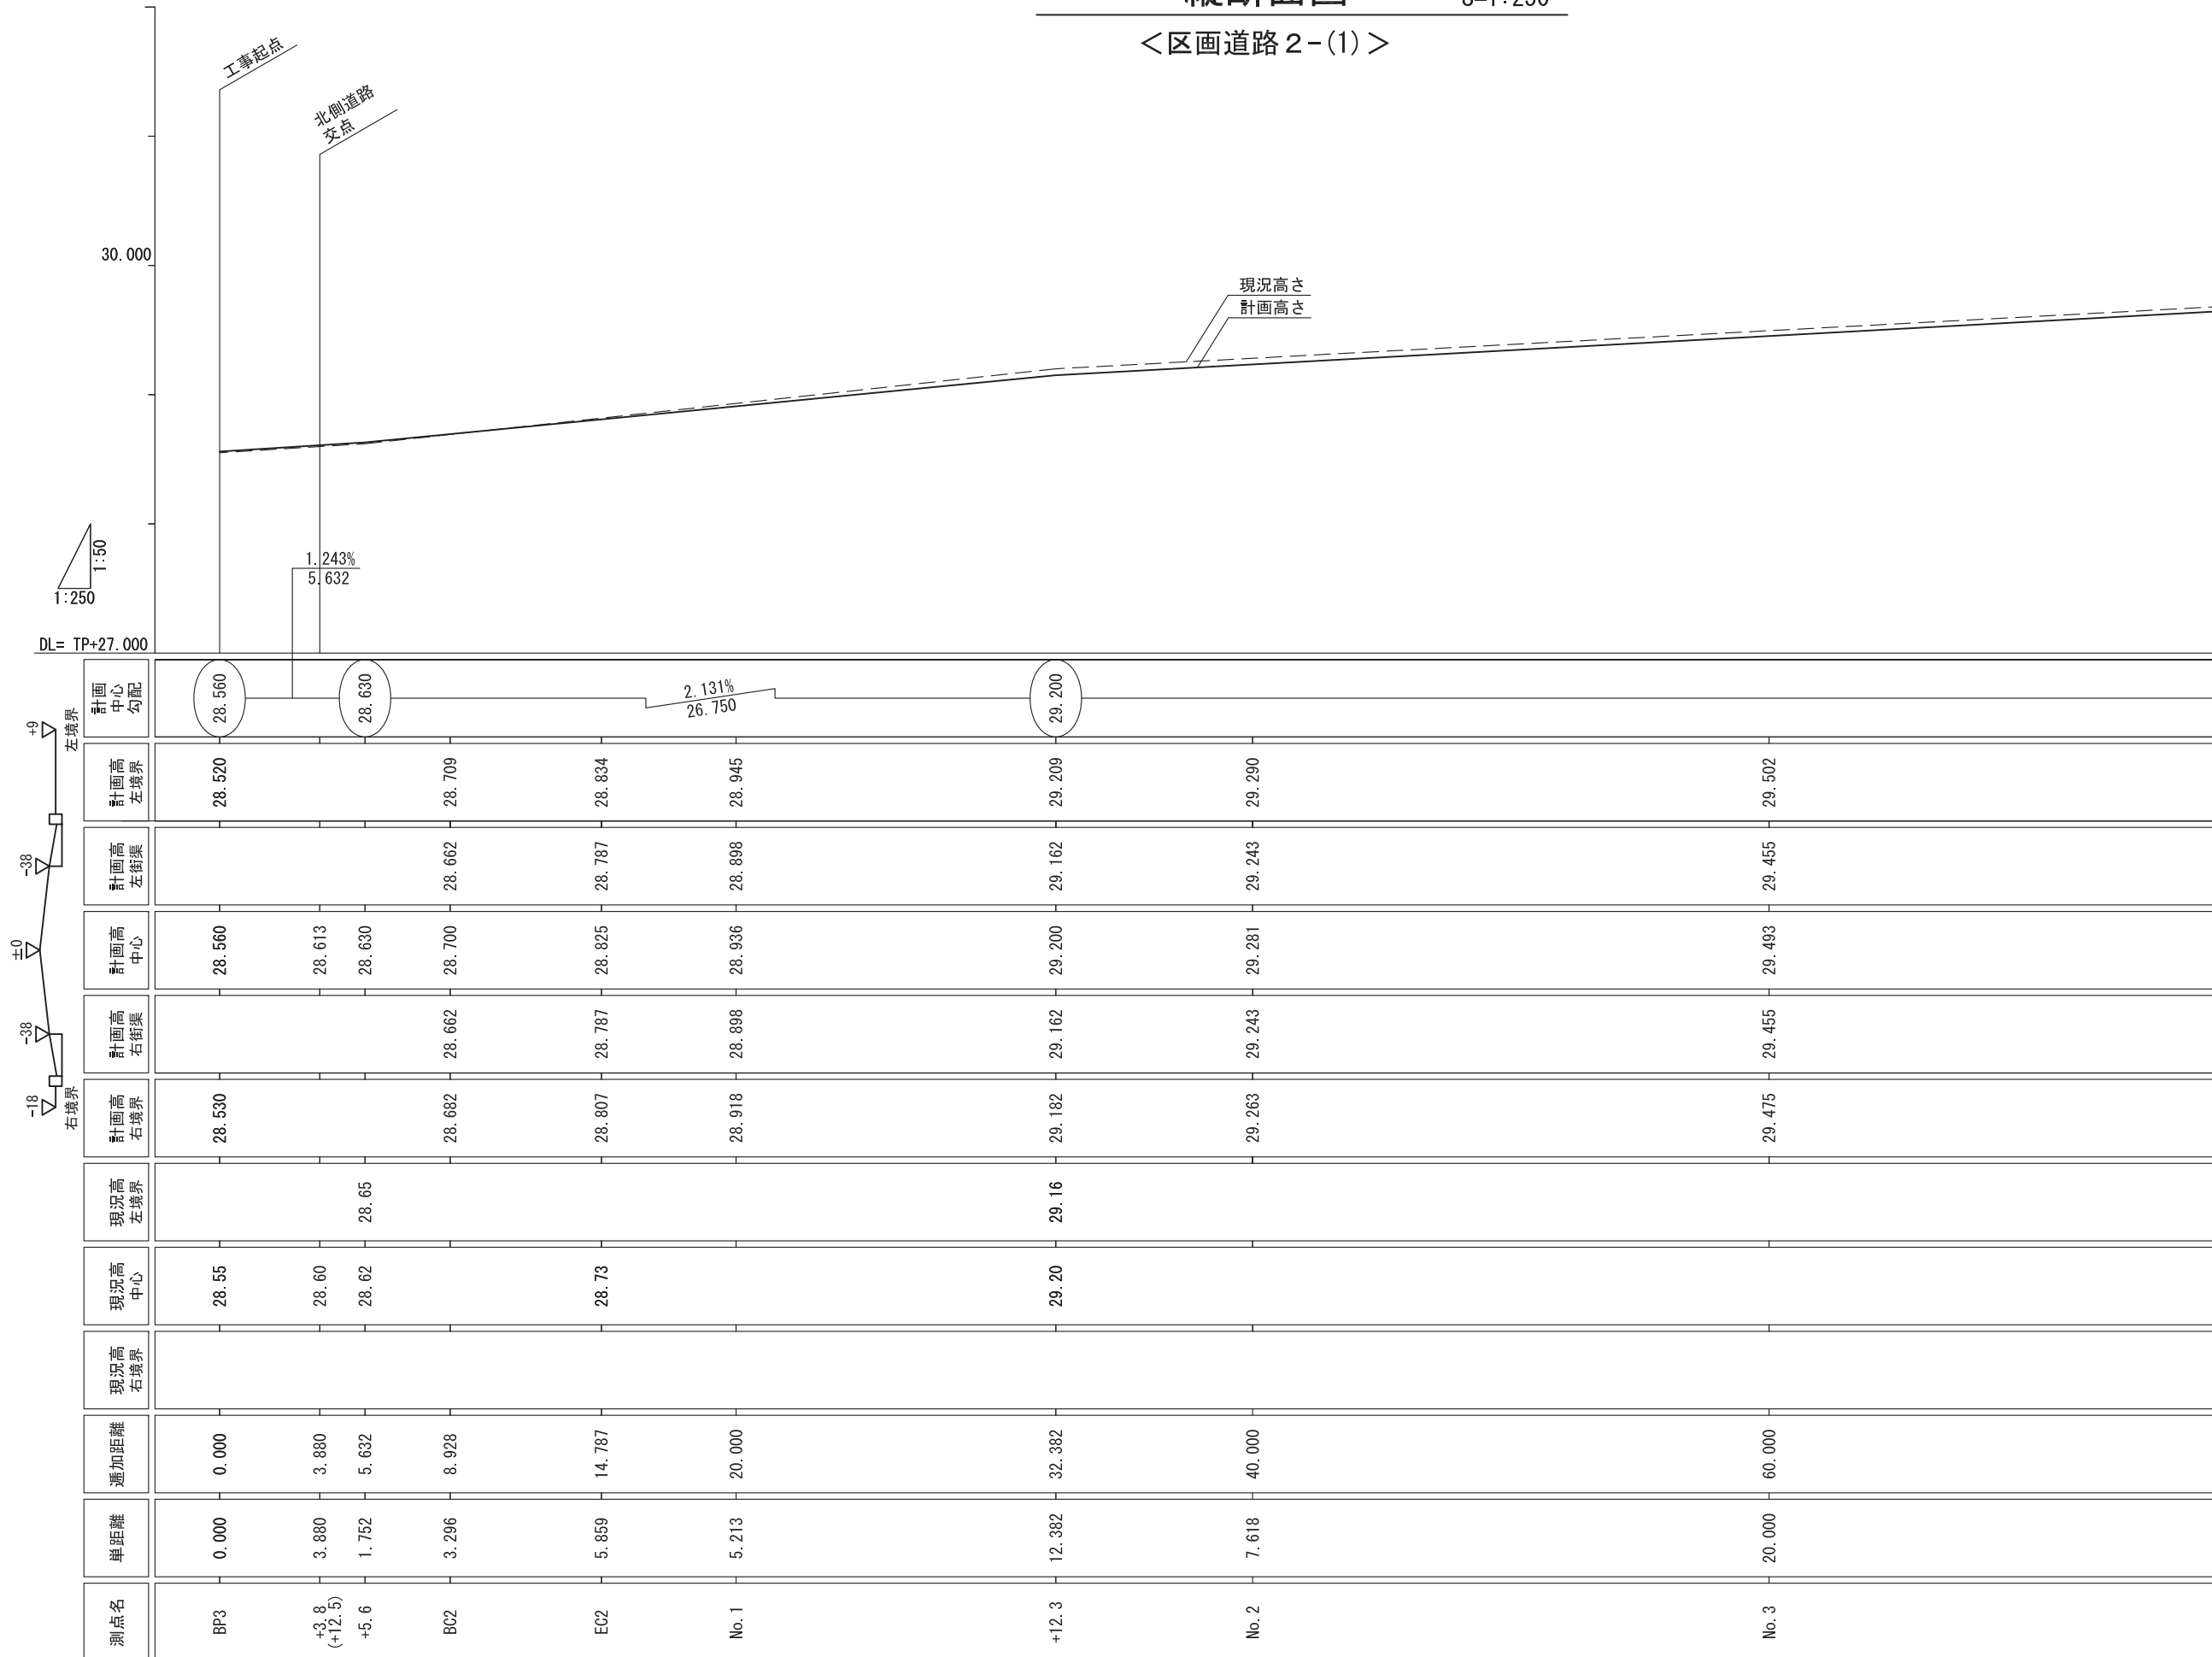 縦断面図 S=1:250
＜区画道路２-(1)＞
工事起点
北側道路
交点
30.000
現況高さ
計画高さ
1:50
1:250
1.243%
5.632
DL= TP+27.000
計画
中心
勾配
28.560 28.630 2.131% 29.200
26.750
+9
左境界
-38
±0
-38
-18
右境界
計画高
左境界
28.520 28.709 28.834 28.945 29.209 29.290 29.502
計画高
左街渠
28.662 28.787 28.898 29.162 29.243 29.455
計画高
中心
28.560 28.613 28.630 28.700 28.825 28.936 29.200 29.281 29.493
計画高
右街渠
28.662 28.787 28.898 29.162 29.243 29.455
計画高
右境界
28.530 28.682 28.807 28.918 29.182 29.263 29.475
現況高
左境界
28.65 29.16
現況高
中心
28.55 28.60 28.62 28.73 29.20
現況高
右境界
逓加距離
0.000 3.880 5.632 8.928 14.787 20.000 32.382 40.000 60.000
単距離
0.000 3.880 1.752 3.296 5.859 5.213 12.382 7.618 20.000
測点名
BP3 +3.8 +5.6 BC2 EC2 No.1 +12.3 No.2 No.3
(+12.5)